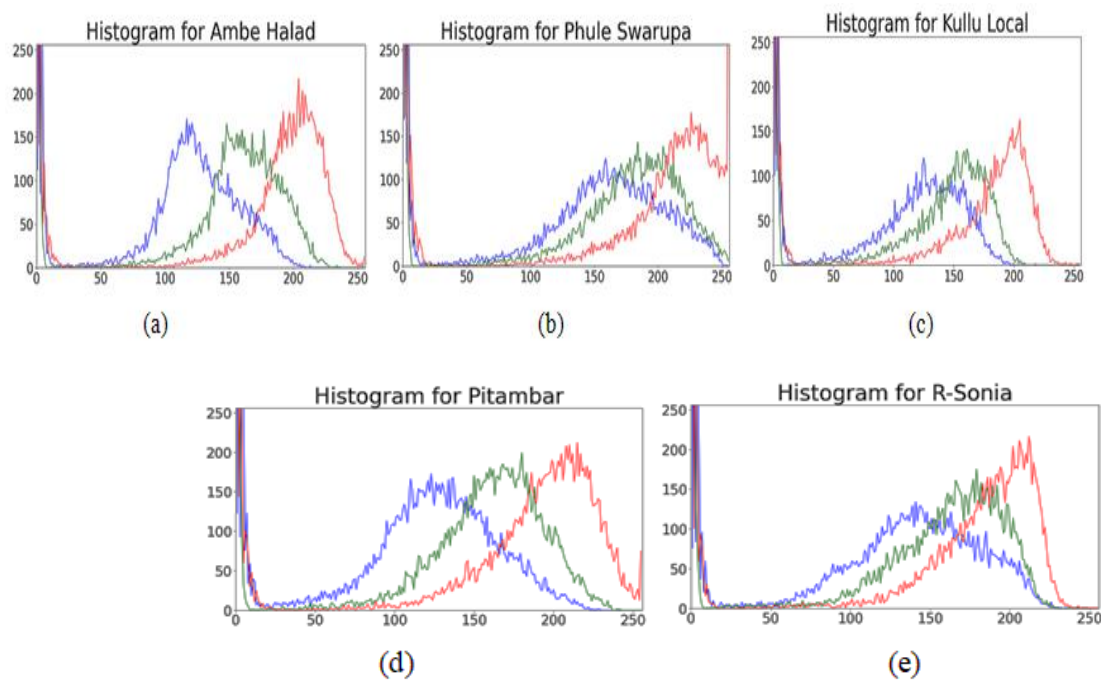 Histogram for Ambe Halad
250
200
150
100
50
0
0 50 100 150 200 250
(a)
Histogram for Phule Swarupa
250
200
150
100
50
0
0 50 100 150 200 250
(b)
Histogram for Kullu Local
250
200
150
100
50
0
0 50 100 150 200 250
(c)
Histogram for Pitambar
250
200
150
100
50
0
0 50 100 150 200 250
(d)
Histogram for R-Sonia
250
200
150
100
50
0
0 50 100 150 200 250
(e)